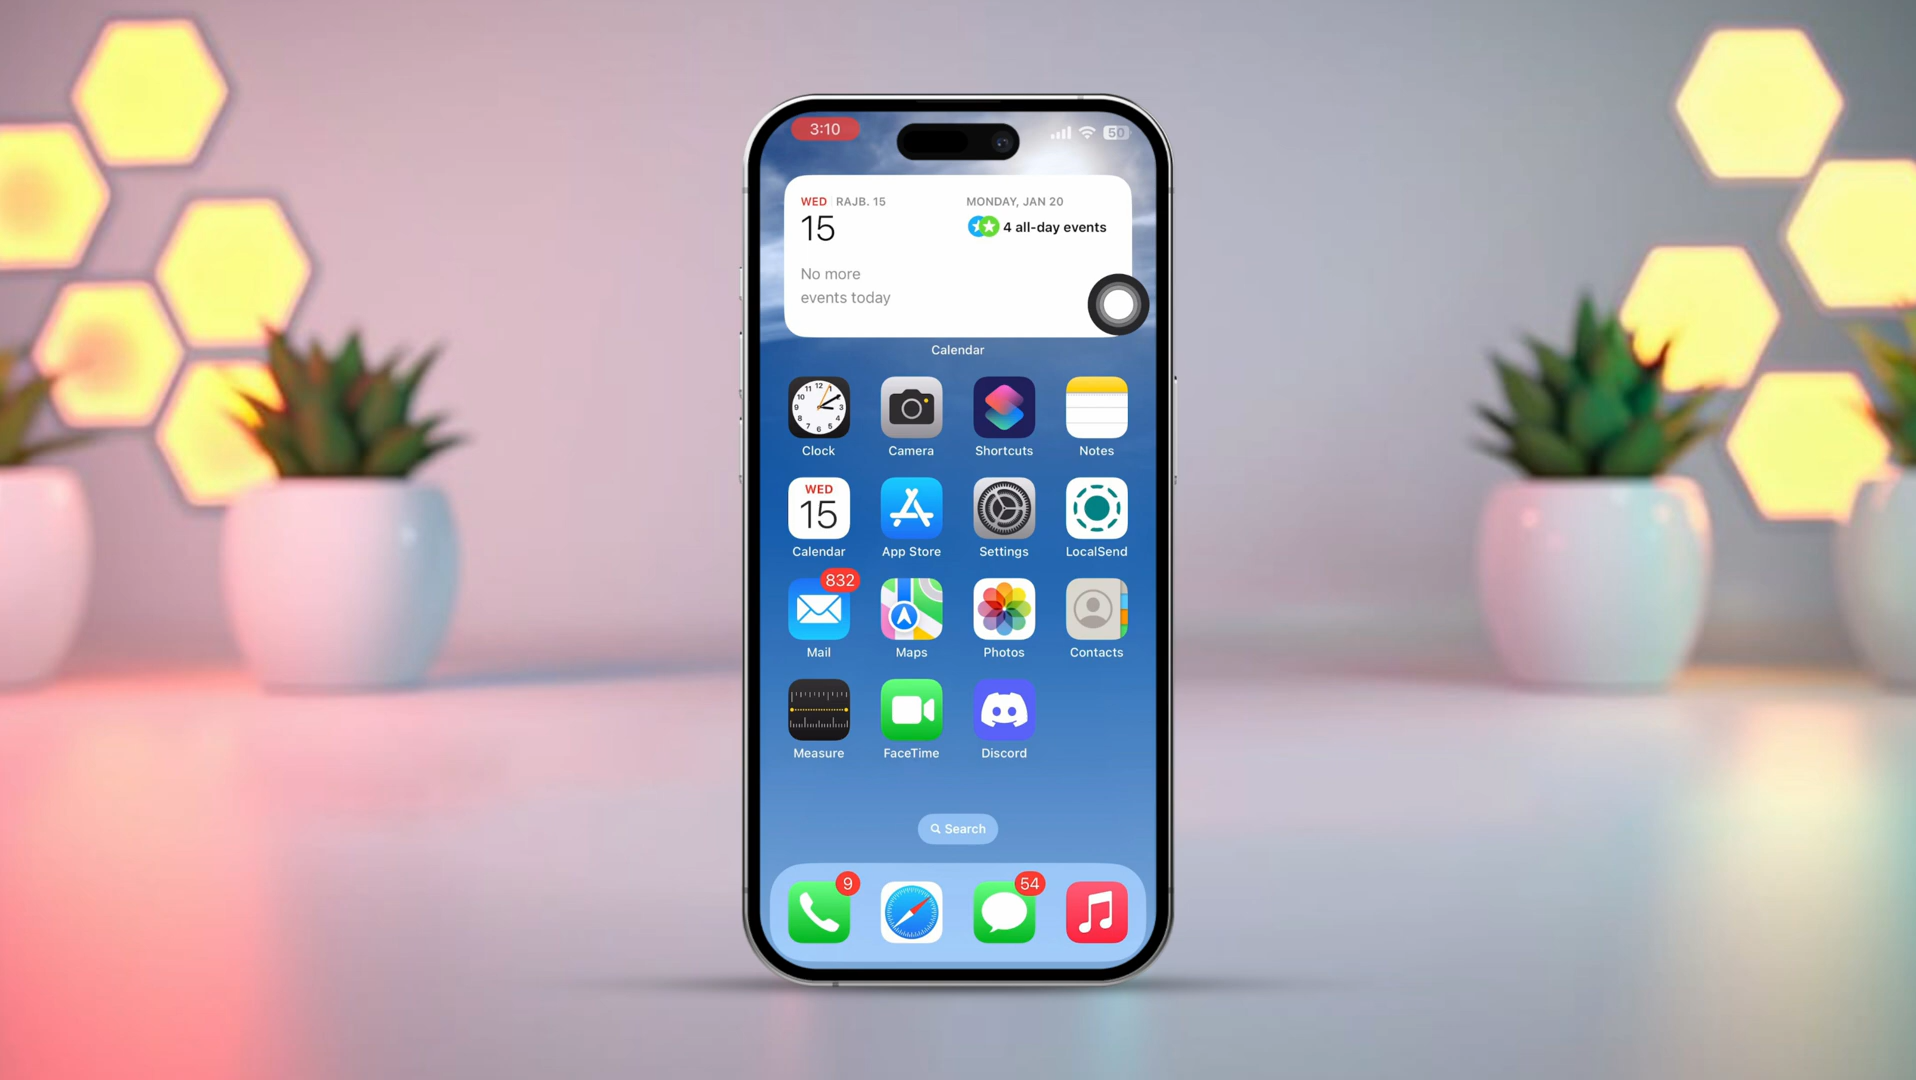 3:10
50
WED RAJB. 15
15
No more
events today
MONDAY, JAN 20
4 all-day events
Calendar
Clock
Camera
Shortcuts
Notes
WED
15
Calendar
App Store
Settings
LocalSend
832
Mail
Maps
Photos
Contacts
Measure
FaceTime
Discord
Search
9
54